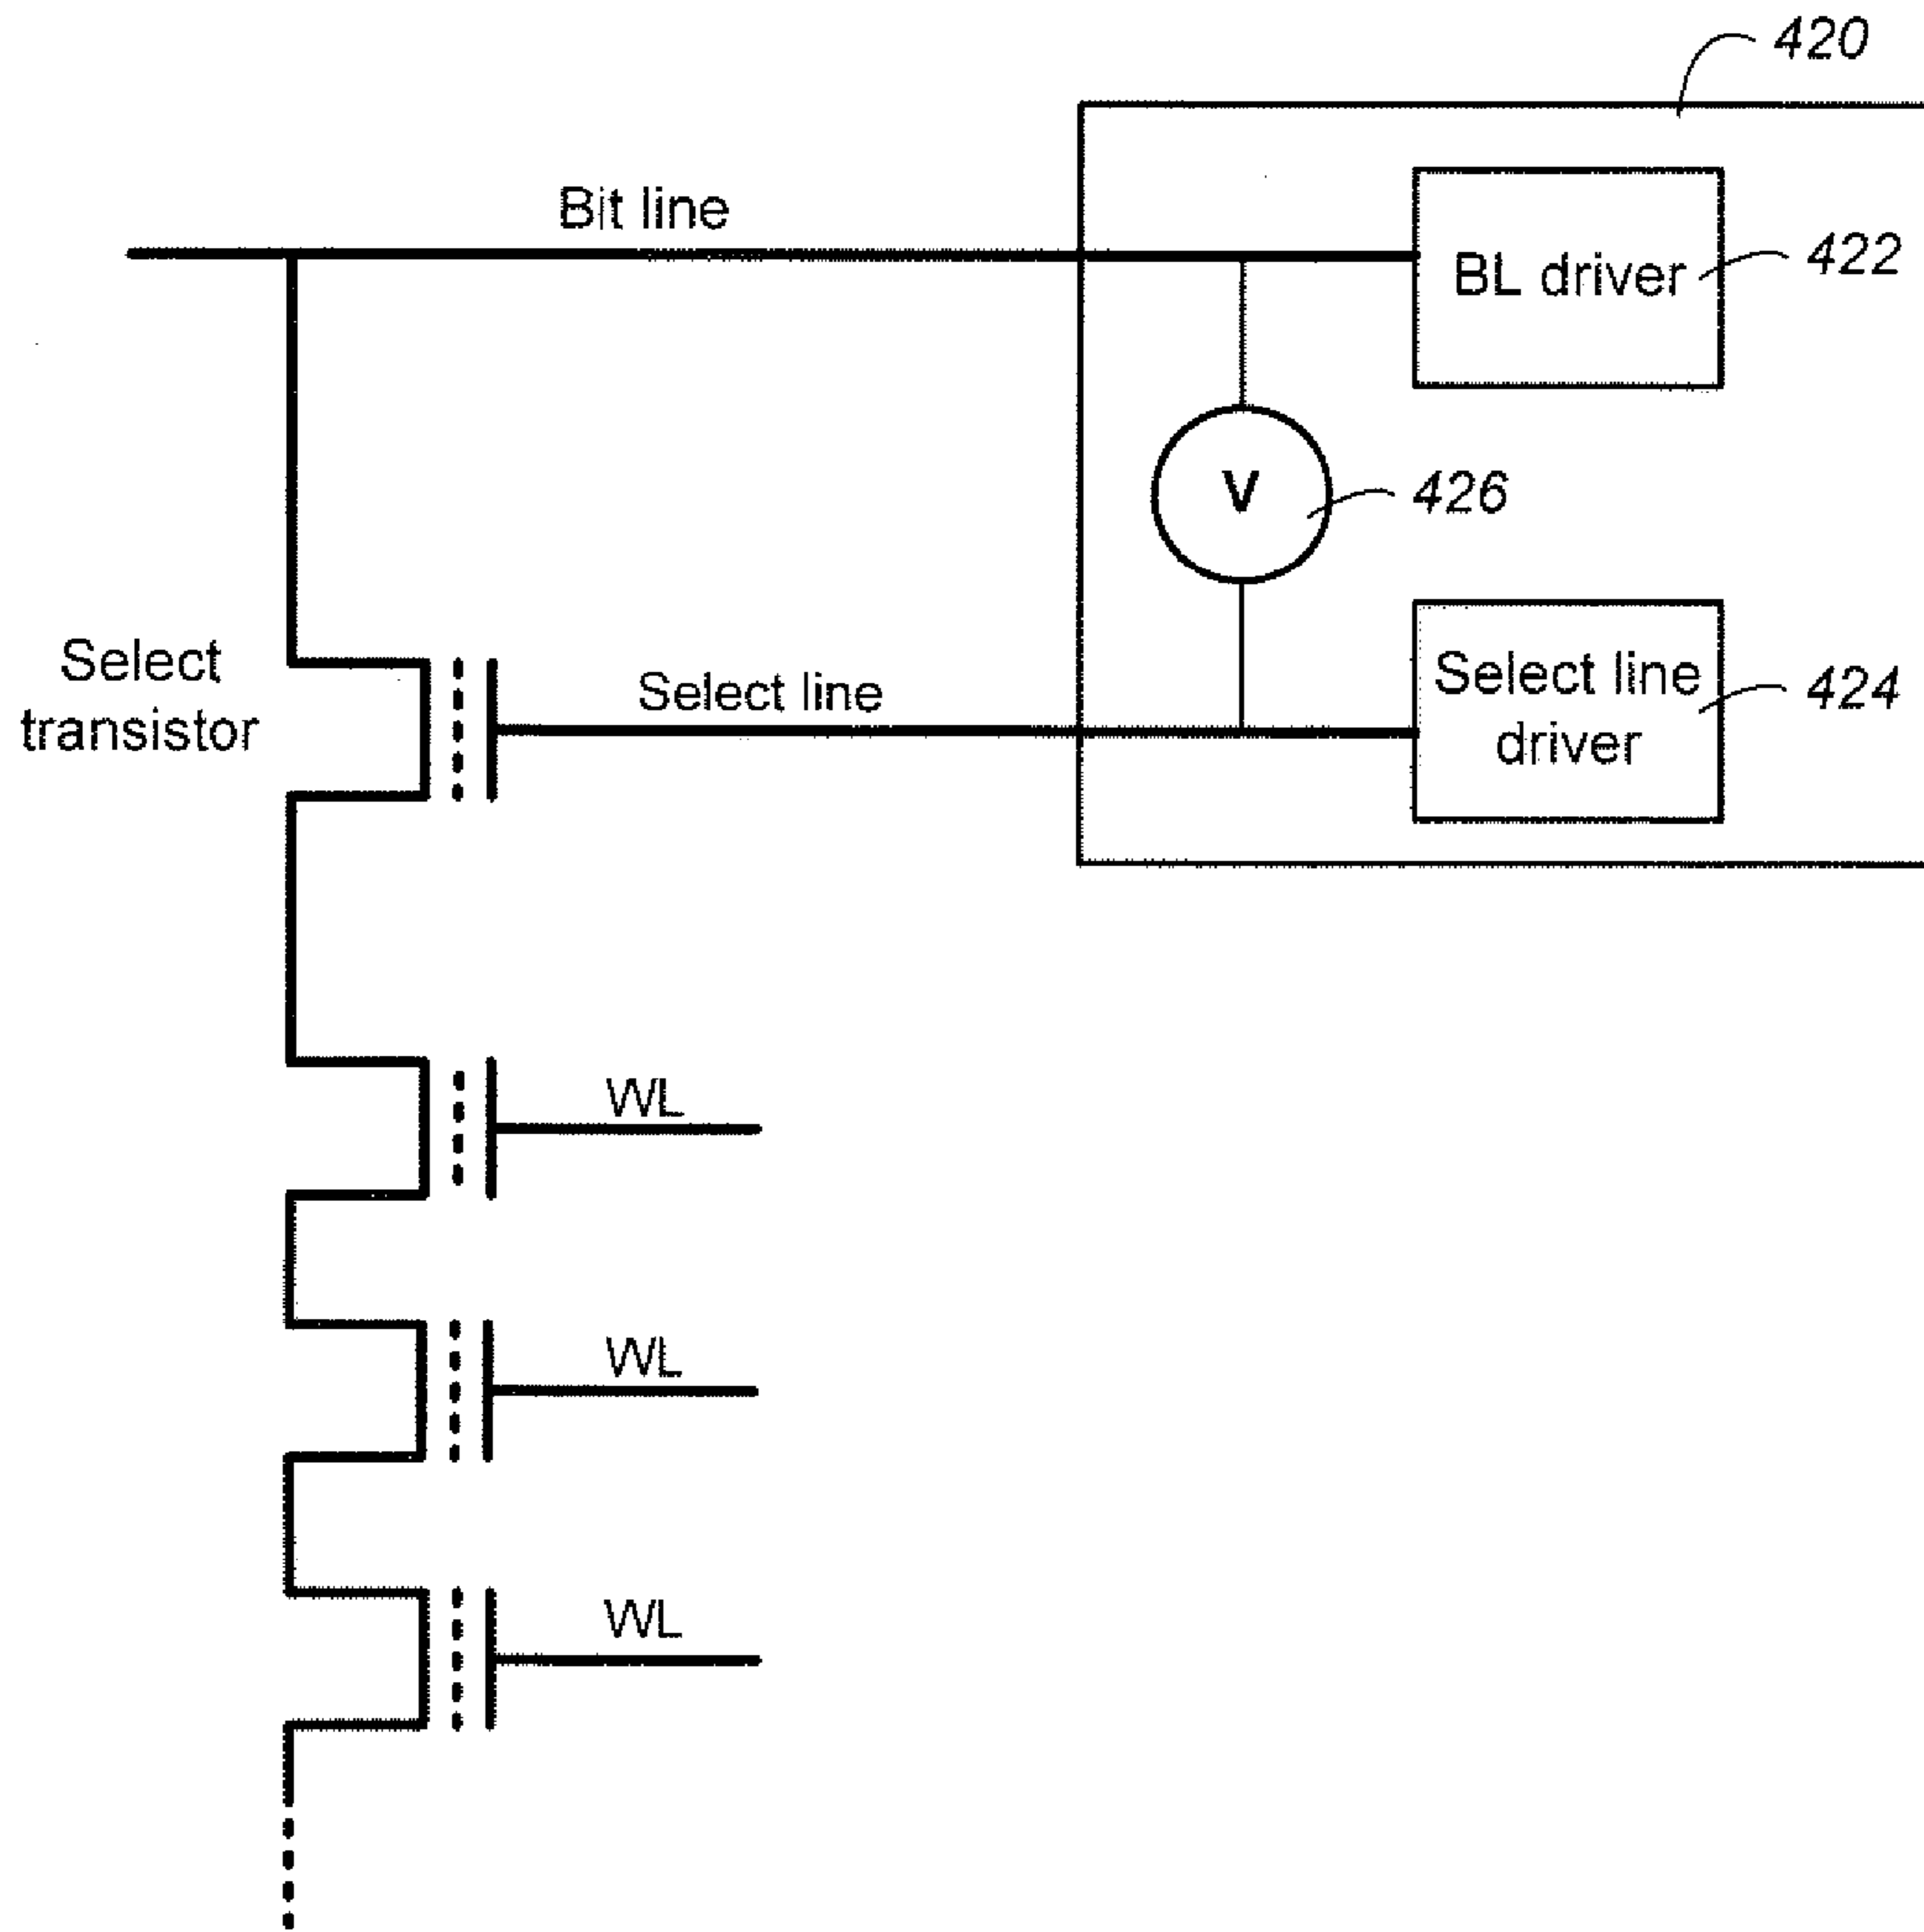 420
Bit line
BL driver
422
V
426
Select
transistor
Select line
Select line
driver
424
WL
WL
WL